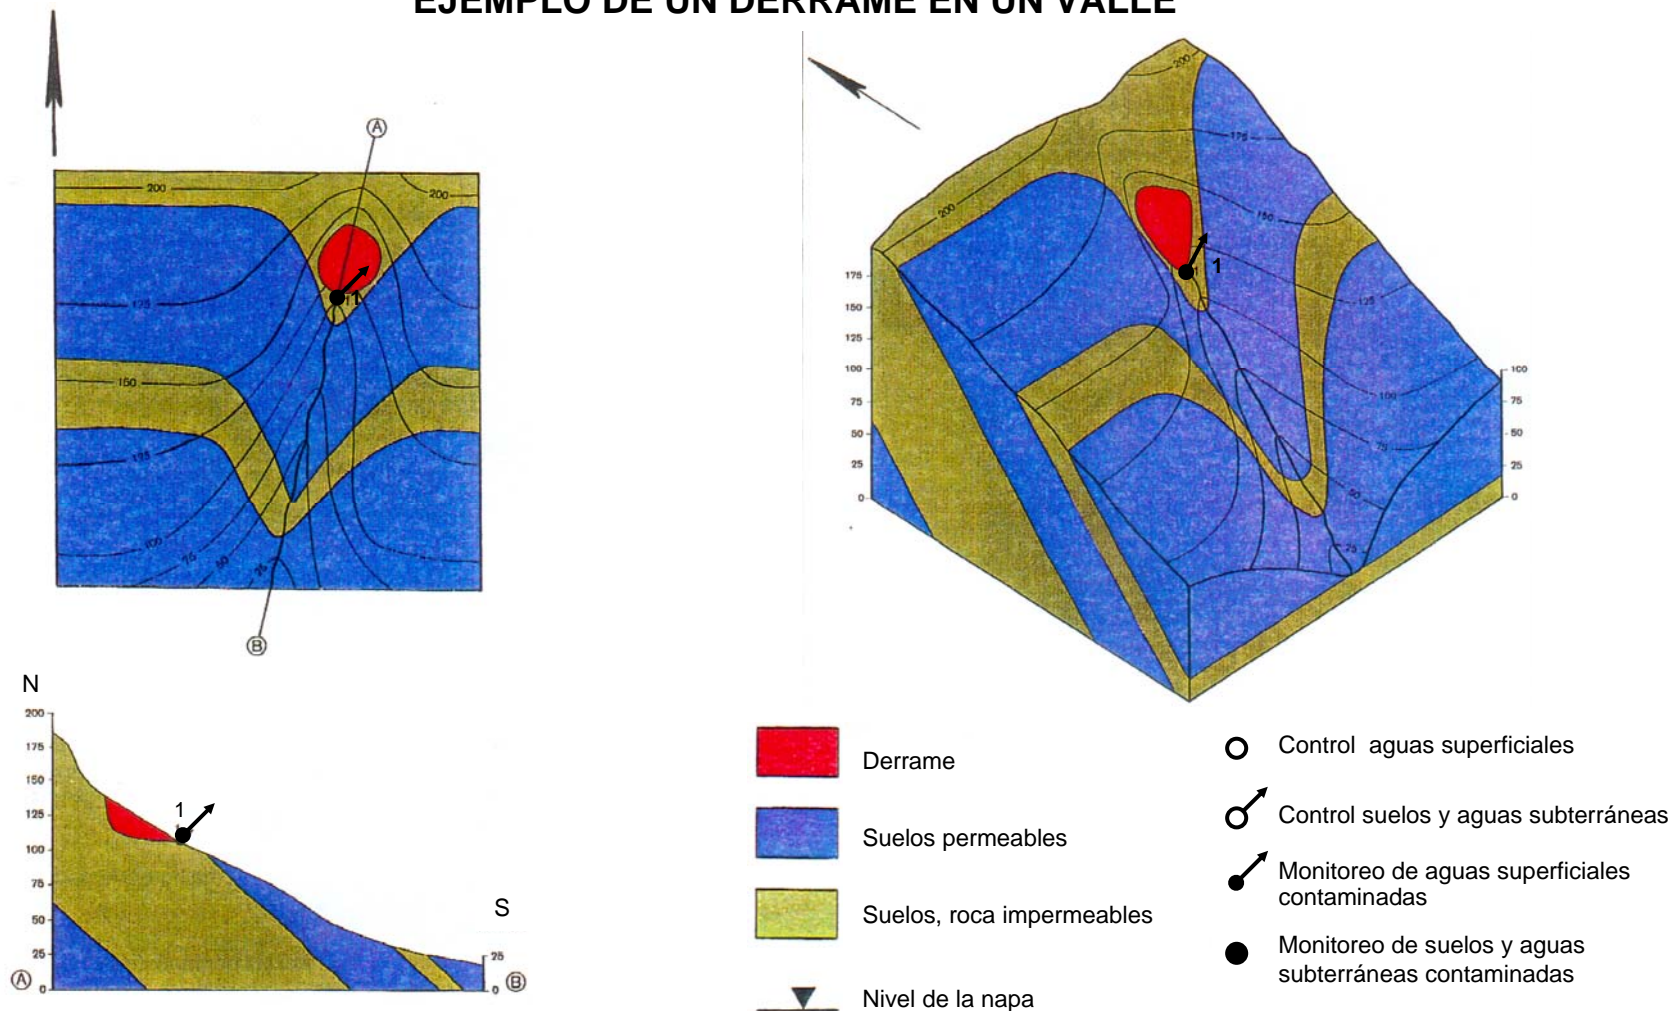 EJEMPLO DE UN DERRAME EN UN VALLE
A
200
200
175
1
150
125
100
75
50
25
B
200
175
150
1
125
100
75
50
25
175
150
125
100
75
50
25
0
100
75
50
25
0
N
200
175
150
125
100
75
50
25
0
1
S
25
0
A
B
Derrame
Suelos permeables
Suelos, roca impermeables
Nivel de la napa
Control aguas superficiales
Control suelos y aguas subterráneas
Monitoreo de aguas superficiales
contaminadas
Monitoreo de suelos y aguas
subterráneas contaminadas